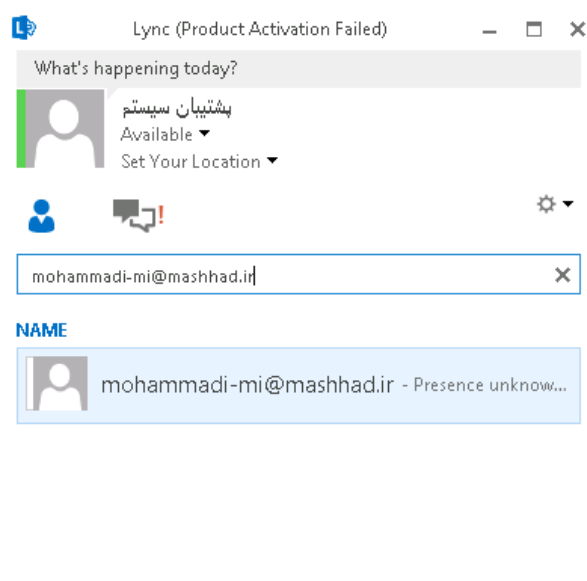 Lync (Product Activation Failed)
What's happening today?
پشتیبان سیستم
Available
Set Your Location
mohammadi-mi@mashhad.ir
NAME
mohammadi-mi@mashhad.ir - Presence unknow...